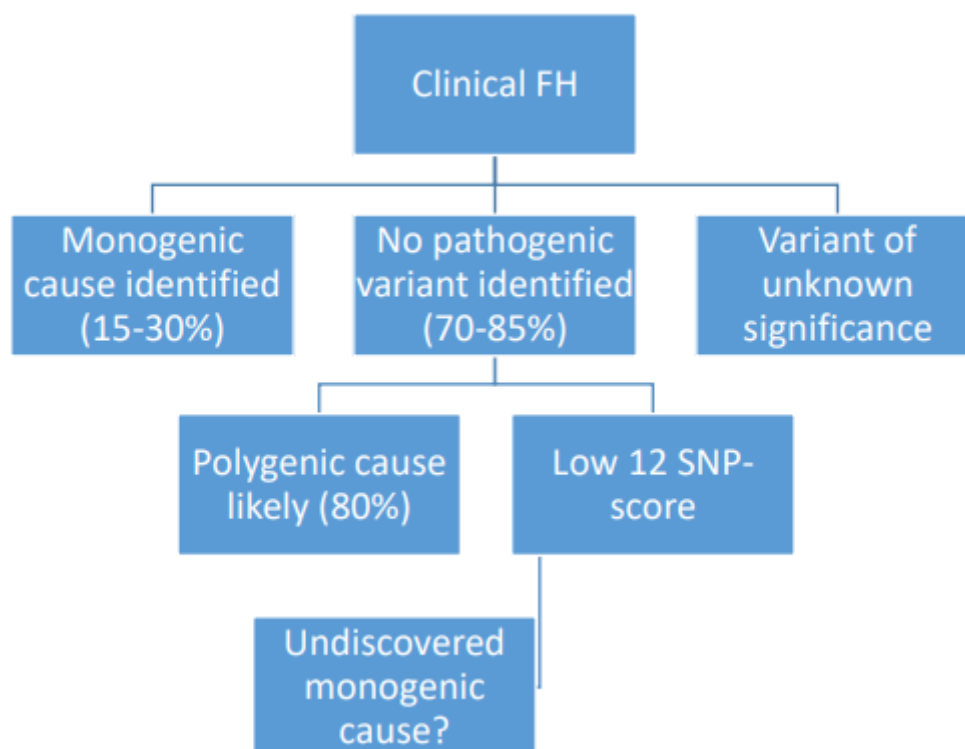 Clinical FH
Monogenic
cause identified
(15-30%)
No pathogenic
variant identified
(70-85%)
Variant of
unknown
significance
Polygenic cause
likely (80%)
Low 12 SNP-
score
Undiscovered
monogenic
cause?